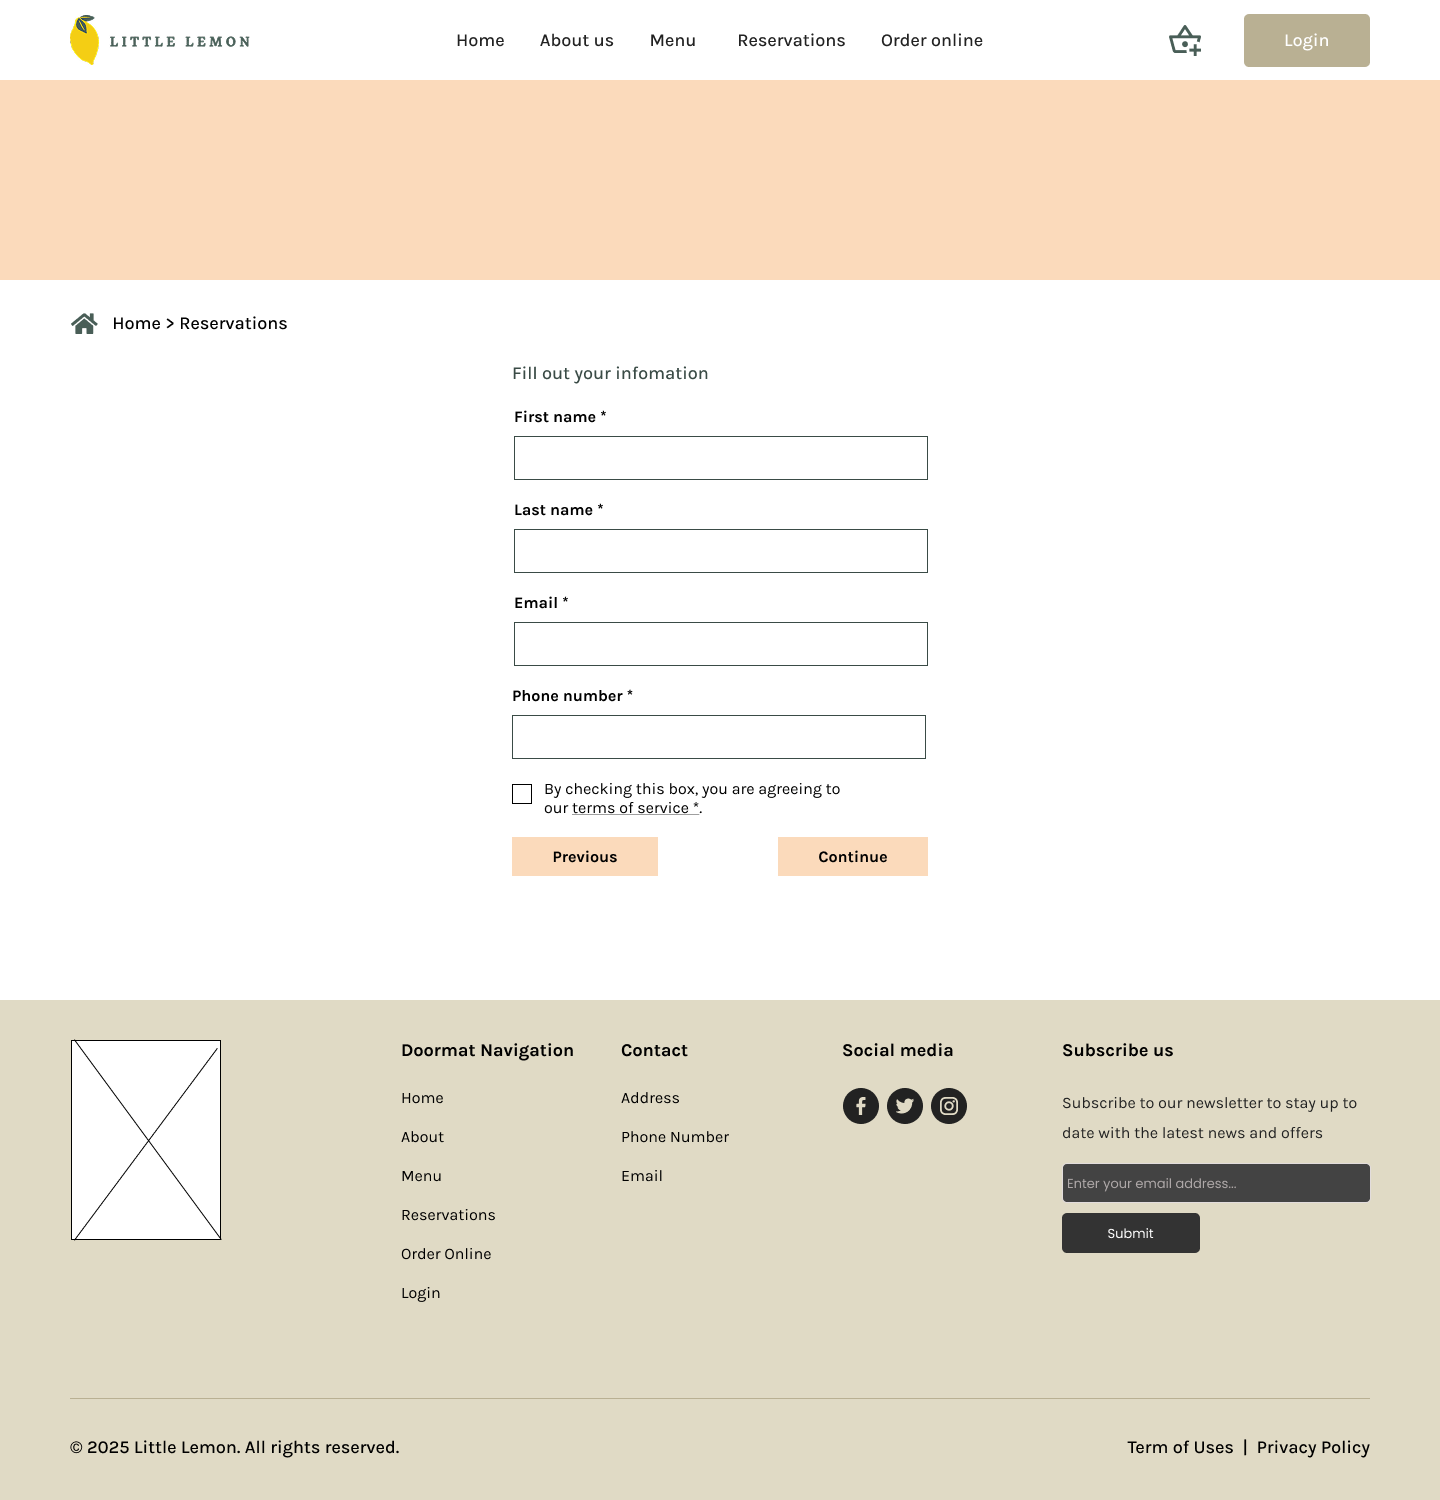 LITTLE LEMON
Home About us Menu Reservations Order online
Login
Home > Reservations
Fill out your infomation
First name *
Last name *
Email *
Phone number *
By checking this box, you are agreeing to
our terms of service *.
Previous Continue
Doormat Navigation
Home
About
Menu
Reservations
Order Online
Login
Contact
Address
Phone Number
Email
Social media
Subscribe us
Subscribe to our newsletter to stay up to
date with the latest news and offers
Enter your email address...
Submit
© 2025 Little Lemon. All rights reserved.
Term of Uses | Privacy Policy